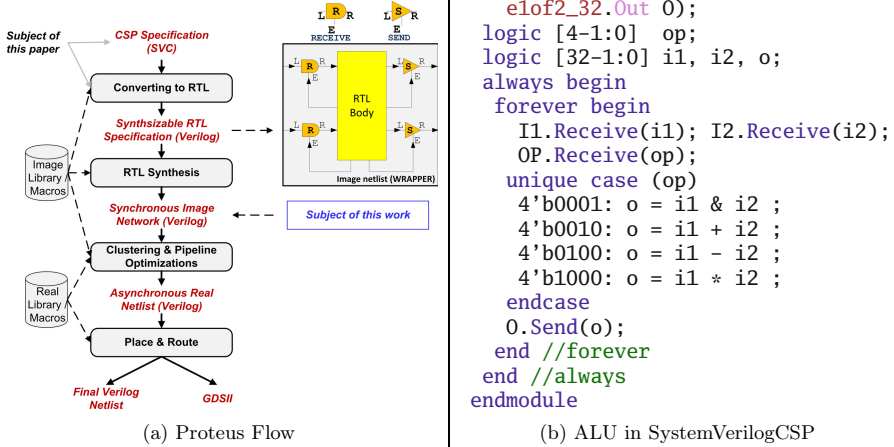 Subject of
this paper
CSP Specification
(SVC)
Converting to RTL
Synthsizable RTL
Specification (Verilog)
Image
Library /
Macros
RTL Synthesis
Synchronous Image
Network (Verilog)
Clustering & Pipeline
Optimizations
Real
Library /
Macros
Asynchronous Real
Netlist (Verilog)
Place & Route
Final Verilog
Netlist
GDSII
L R R
E
RECEIVE
L S R
E
SEND
L R R
E
L S R
E
RTL
Body
L R R
E
L S R
E
Image netlist (WRAPPER)
Subject of this work
(a) Proteus Flow
e1of2_32.Out O);
logic [4-1:0]  op;
logic [32-1:0] i1, i2, o;
always begin
forever begin
I1.Receive(i1); I2.Receive(i2);
OP.Receive(op);
unique case (op)
4'b0001: o = i1 & i2 ;
4'b0010: o = i1 + i2 ;
4'b0100: o = i1 − i2 ;
4'b1000: o = i1 * i2 ;
endcase
O.Send(o);
end //forever
end //always
endmodule
(b) ALU in SystemVerilogCSP